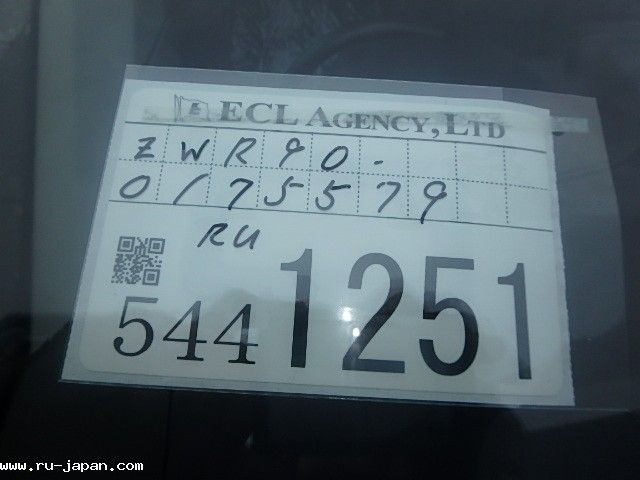 ECL AGENCY, LTD
ZWR90-
0175579
RU
544 1251
www.ru-japan.com